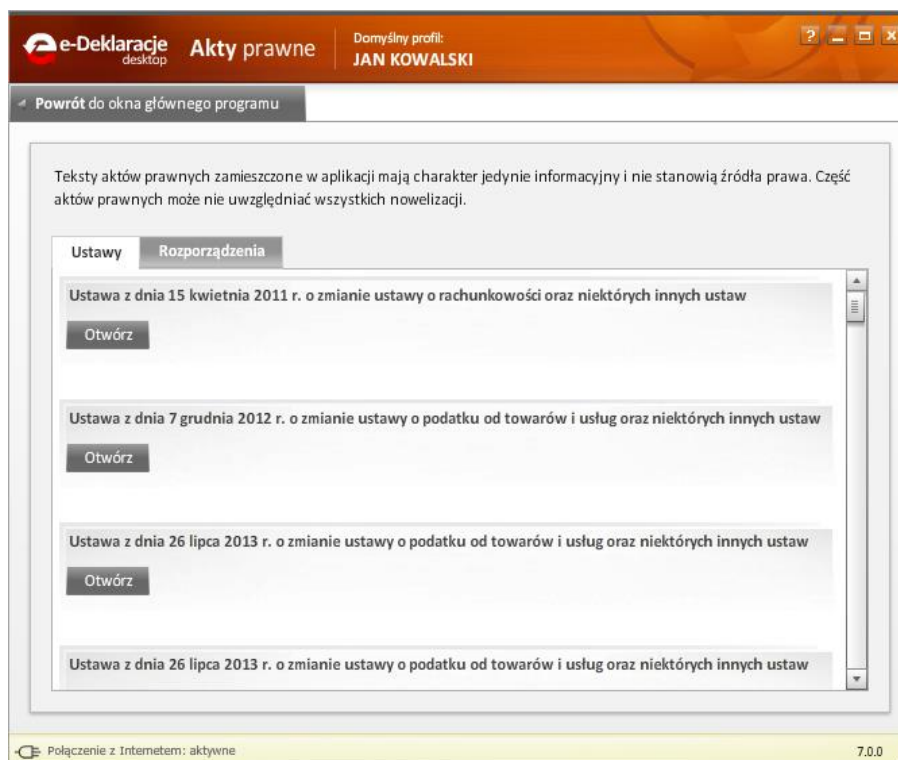 e-Deklaracje
desktop
Akty prawne
Domyślny profil:
JAN KOWALSKI
?
Powrót do okna głównego programu
Teksty aktów prawnych zamieszczone w aplikacji mają charakter jedynie informacyjny i nie stanowią źródła prawa. Część
aktów prawnych może nie uwzględniać wszystkich nowelizacji.
Ustawy
Rozporządzenia
Ustawa z dnia 15 kwietnia 2011 r. o zmianie ustawy o rachunkowości oraz niektórych innych ustaw
Otwórz
Ustawa z dnia 7 grudnia 2012 r. o zmianie ustawy o podatku od towarów i usług oraz niektórych innych ustaw
Otwórz
Ustawa z dnia 26 lipca 2013 r. o zmianie ustawy o podatku od towarów i usług oraz niektórych innych ustaw
Otwórz
Ustawa z dnia 26 lipca 2013 r. o zmianie ustawy o podatku od towarów i usług oraz niektórych innych ustaw
Połączenie z Internetem: aktywne
7.0.0